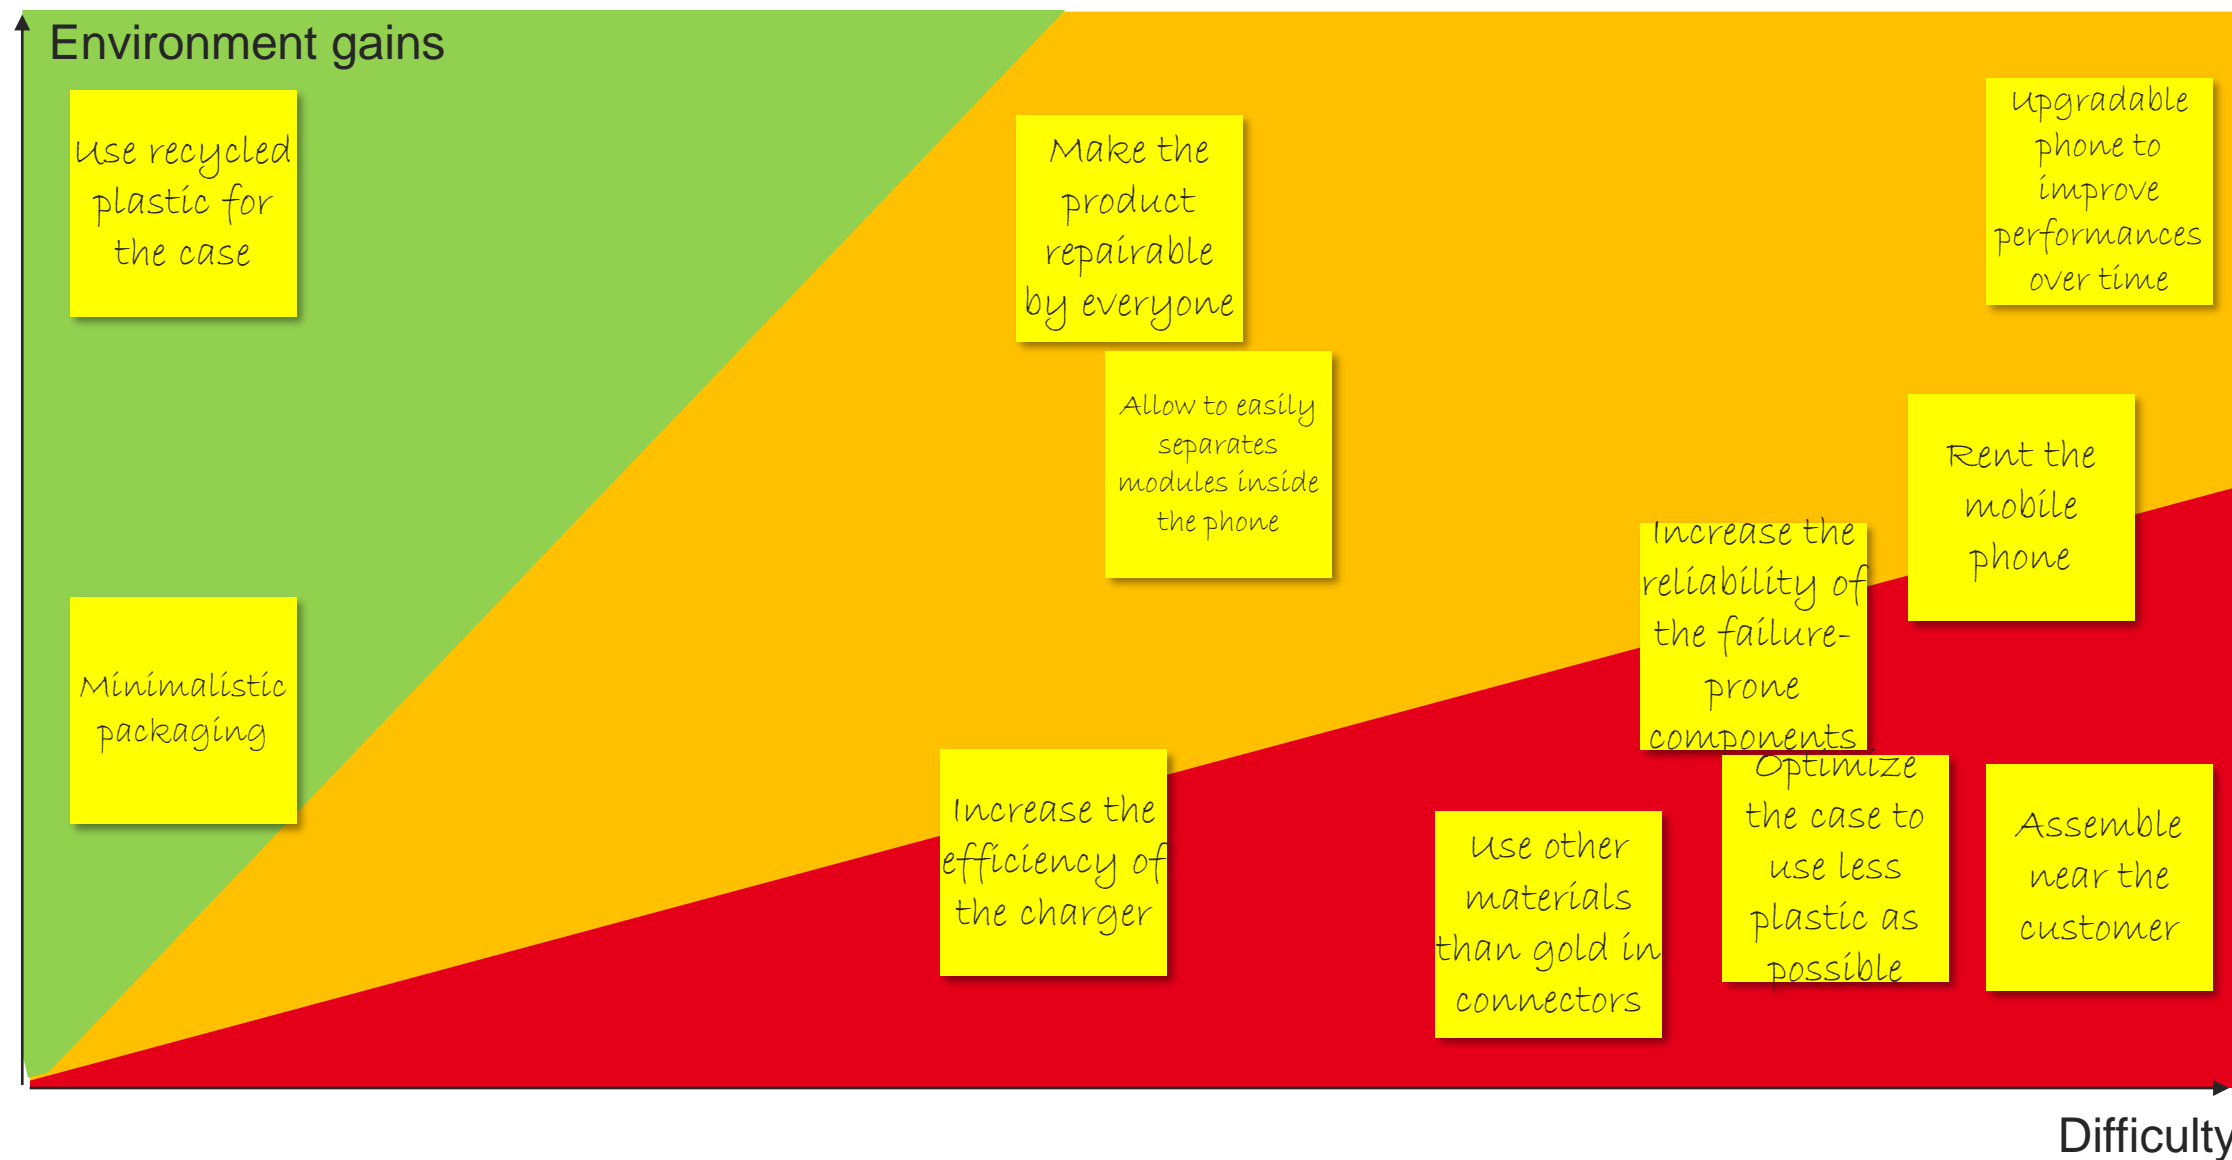 Environment gains
Use recycled
plastic for
the case
Make the
product
repairable
by everyone
Upgradable
phone to
improve
performances
over time
Allow to easily
separates
modules inside
the phone
Rent the
mobile
phone
Increase the
reliability of
the failure-
prone
components
Minimalistic
packaging
Increase the
efficiency of
the charger
Use other
materials
than gold in
connectors
Optimize
the case to
use less
plastic as
possible
Assemble
near the
customer
Difficulty